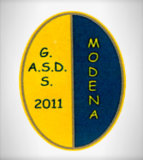 G.
A.S.D.
S.
2011
MODENA